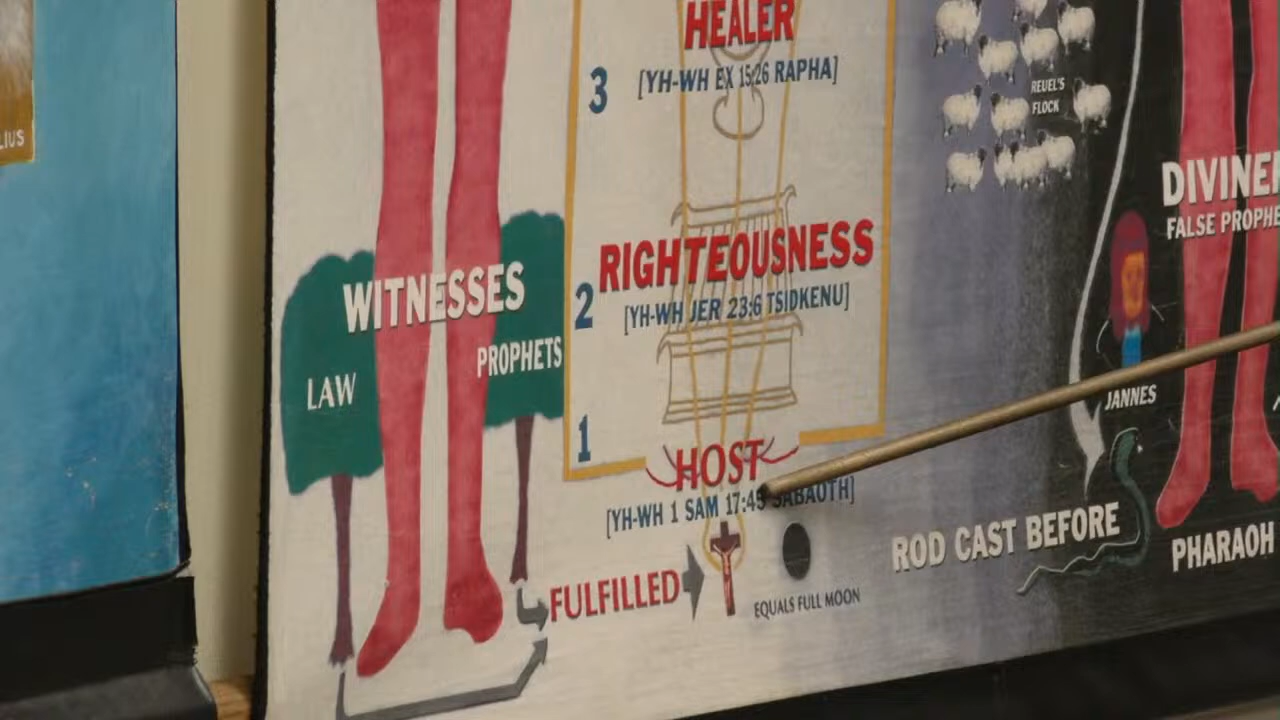 LIUS
HEALER
3
[YH-WH EX 15:26 RAPHA]
REUEL'S
FLOCK
DIVINE
FALSE PROPHE
WITNESSES
RIGHTEOUSNESS
2
[YH-WH JER 23:6 TSIDKENU]
PROPHETS
LAW
JANNES
1
HOST
[YH-WH 1 SAM 17:45 SABAOTH]
ROD CAST BEFORE
PHARAOH
FULFILLED
EQUALS FULL MOON